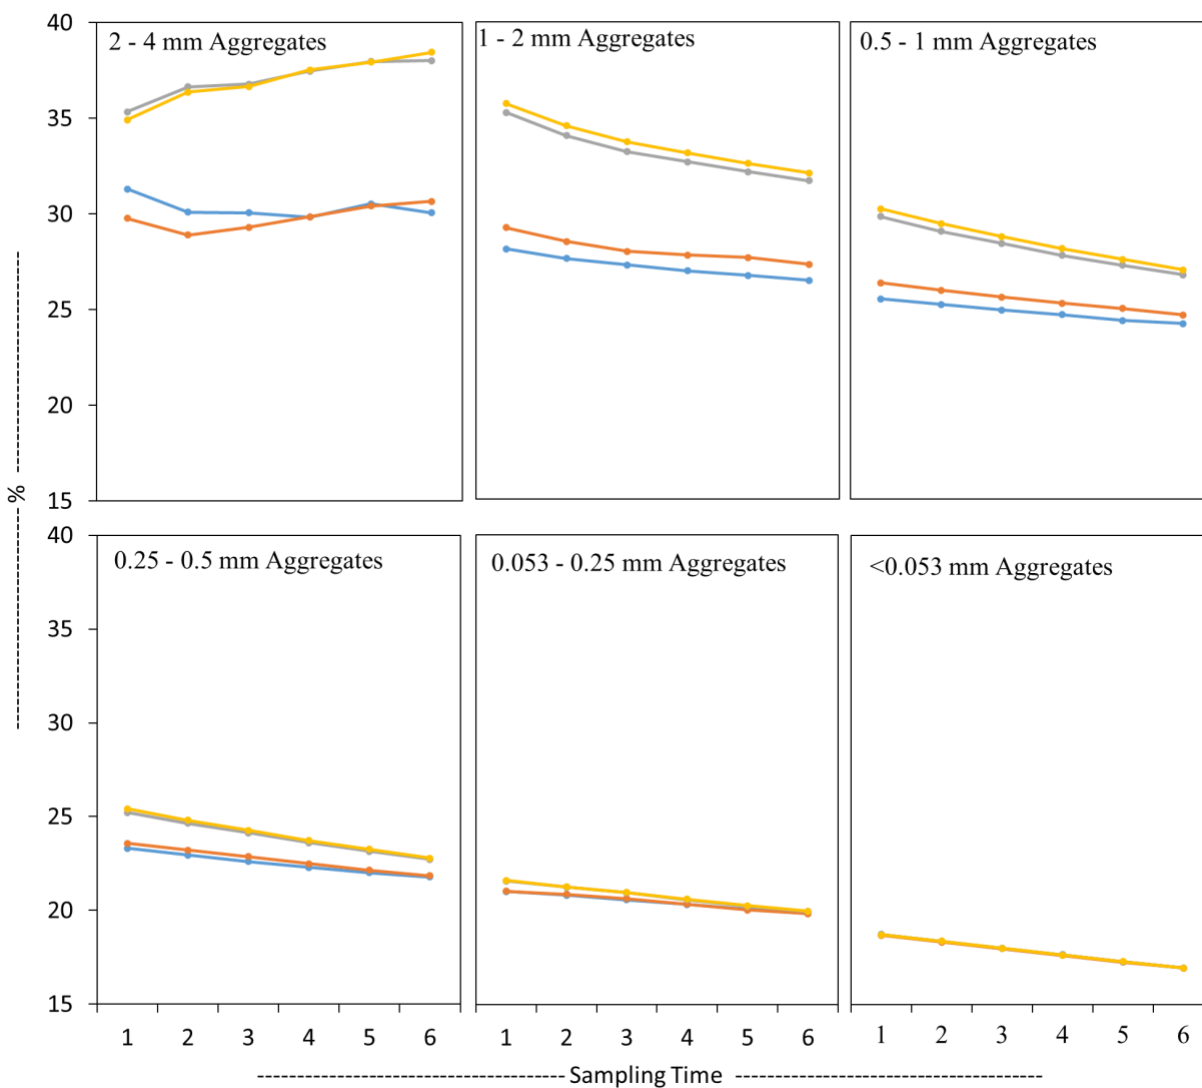 2 - 4 mm Aggregates
1 - 2 mm Aggregates
0.5 - 1 mm Aggregates
40
35
30
25
20
15
0.25 - 0.5 mm Aggregates
0.053 - 0.25 mm Aggregates
<0.053 mm Aggregates
40
35
30
25
20
15
%
1 2 3 4 5 6
1 2 3 4 5 6
1 2 3 4 5 6
Sampling Time